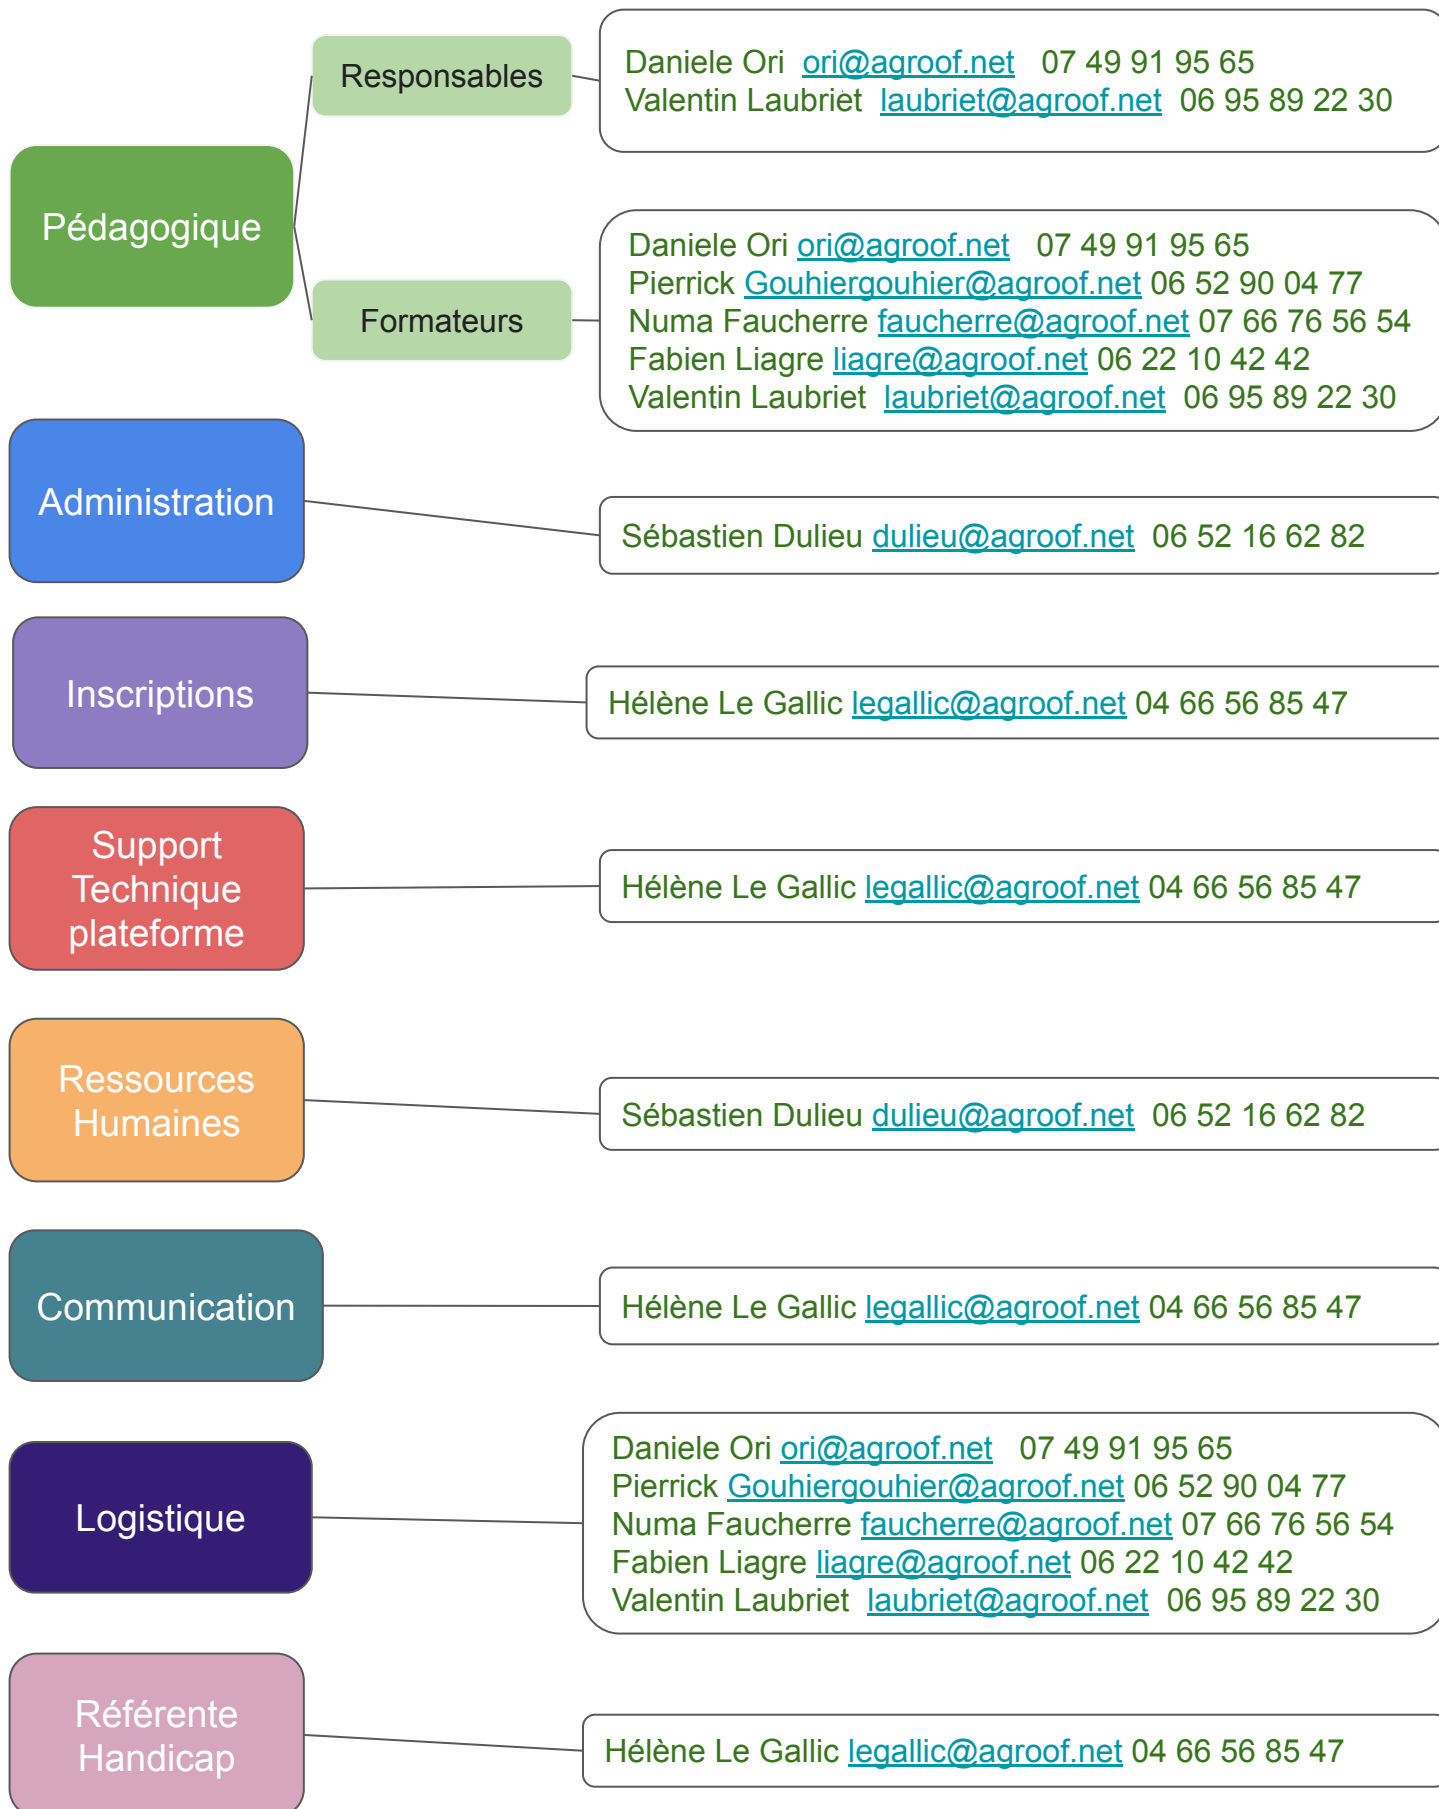 Responsables
Daniele Ori ori@agroof.net 07 49 91 95 65
Valentin Laubriet laubriet@agroof.net 06 95 89 22 30
Pédagogique
Formateurs
Daniele Ori ori@agroof.net 07 49 91 95 65
Pierrick Gouhiergouhier@agroof.net 06 52 90 04 77
Numa Faucherre faucherre@agroof.net 07 66 76 56 54
Fabien Liagre liagre@agroof.net 06 22 10 42 42
Valentin Laubriet laubriet@agroof.net 06 95 89 22 30
Administration
Sébastien Dulieu dulieu@agroof.net 06 52 16 62 82
Inscriptions
Hélène Le Gallic legallic@agroof.net 04 66 56 85 47
Support
Technique
plateforme
Hélène Le Gallic legallic@agroof.net 04 66 56 85 47
Ressources
Humaines
Sébastien Dulieu dulieu@agroof.net 06 52 16 62 82
Communication
Hélène Le Gallic legallic@agroof.net 04 66 56 85 47
Logistique
Daniele Ori ori@agroof.net 07 49 91 95 65
Pierrick Gouhiergouhier@agroof.net 06 52 90 04 77
Numa Faucherre faucherre@agroof.net 07 66 76 56 54
Fabien Liagre liagre@agroof.net 06 22 10 42 42
Valentin Laubriet laubriet@agroof.net 06 95 89 22 30
Référente
Handicap
Hélène Le Gallic legallic@agroof.net 04 66 56 85 47